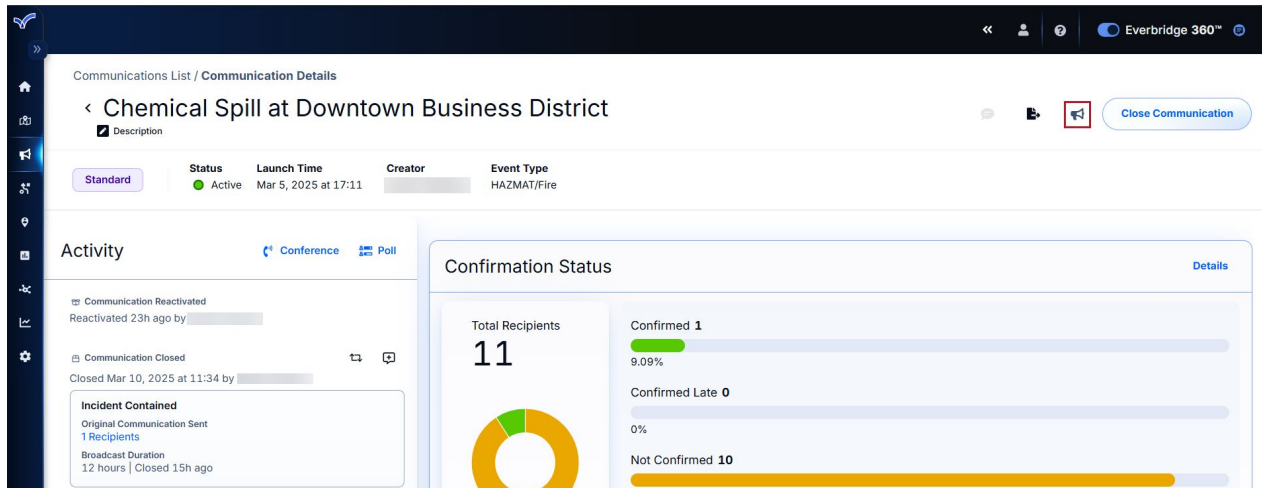 Everbridge 360™
Communications List / Communication Details
Chemical Spill at Downtown Business District
Description
Close Communication
Standard
Status
Active
Launch Time
Mar 5, 2025 at 17:11
Creator
Event Type
HAZMAT/Fire
Activity
Conference
Poll
Communication Reactivated
Reactivated 23h ago by
Communication Closed
Closed Mar 10, 2025 at 11:34 by
Incident Contained
Original Communication Sent
1 Recipients
Broadcast Duration
12 hours | Closed 15h ago
Confirmation Status
Details
Total Recipients
11
Confirmed 1
9.09%
Confirmed Late 0
0%
Not Confirmed 10